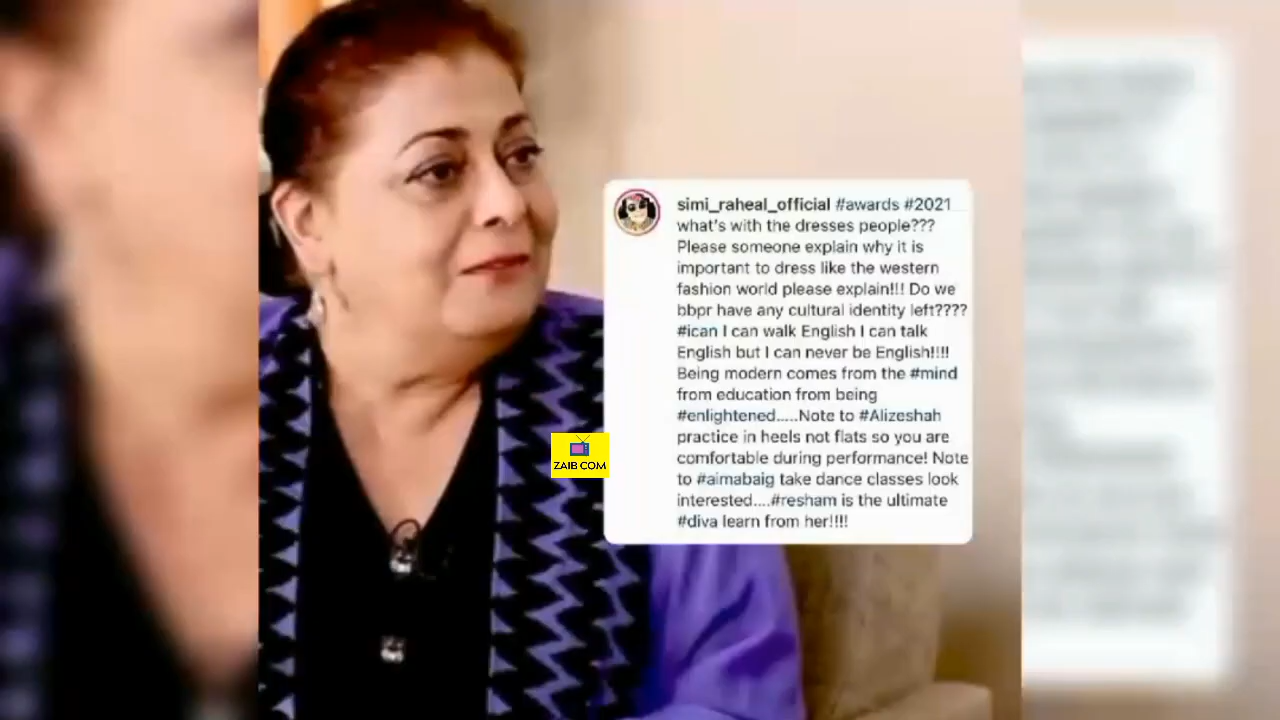 simi_raheal_official #awards #2021
what's with the dresses people???
Please someone explain why it is
important to dress like the western
fashion world please explain!!! Do we
bbpr have any cultural identity left????
#ican I can walk English I can talk
English but I can never be English!!!!
Being modern comes from the #mind
from education from being
#enlightened.....Note to #Alizeshah
practice in heels not flats so you are
comfortable during performance! Note
to #aimabaig take dance classes look
interested....#resham is the ultimate
#diva learn from her!!!!
ZAIB COM